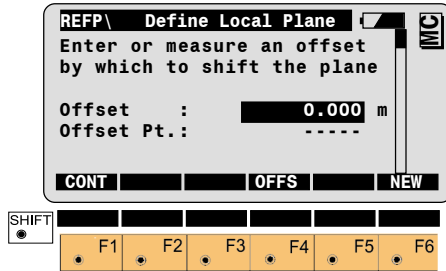 REFP\ Define Local Plane
MC
Enter or measure an offset
by which to shift the plane
Offset : 0.000 m
Offset Pt.: -----
CONT OFFS NEW
SHIFT
F1 F2 F3 F4 F5 F6